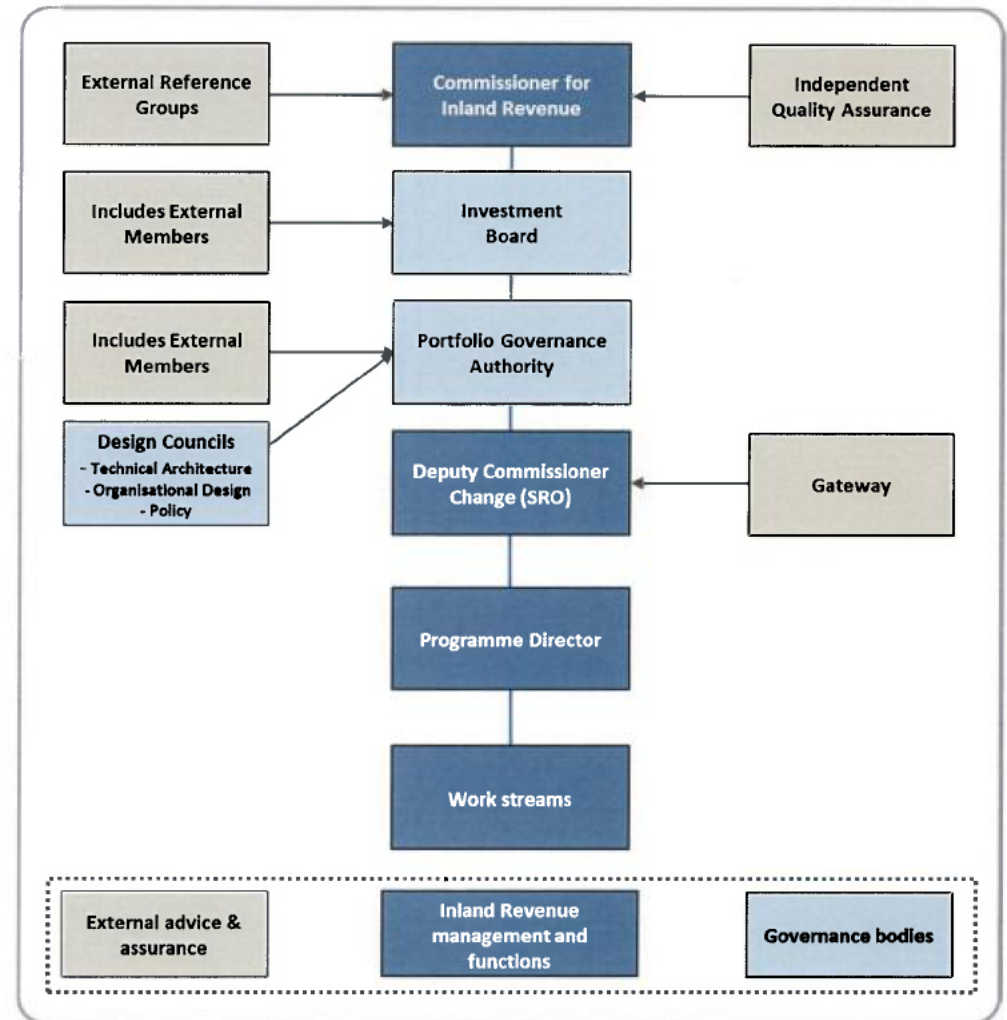 External Reference
Groups
Commissioner for
Inland Revenue
Independent
Quality Assurance
Includes External
Members
Investment
Board
Includes External
Members
Portfolio Governance
Authority
Design Councils
- Technical Architecture
- Organisational Design
- Policy
Deputy Commissioner
Change (SRO)
Gateway
Programme Director
Work streams
External advice &
assurance
Inland Revenue
management and
functions
Governance bodies